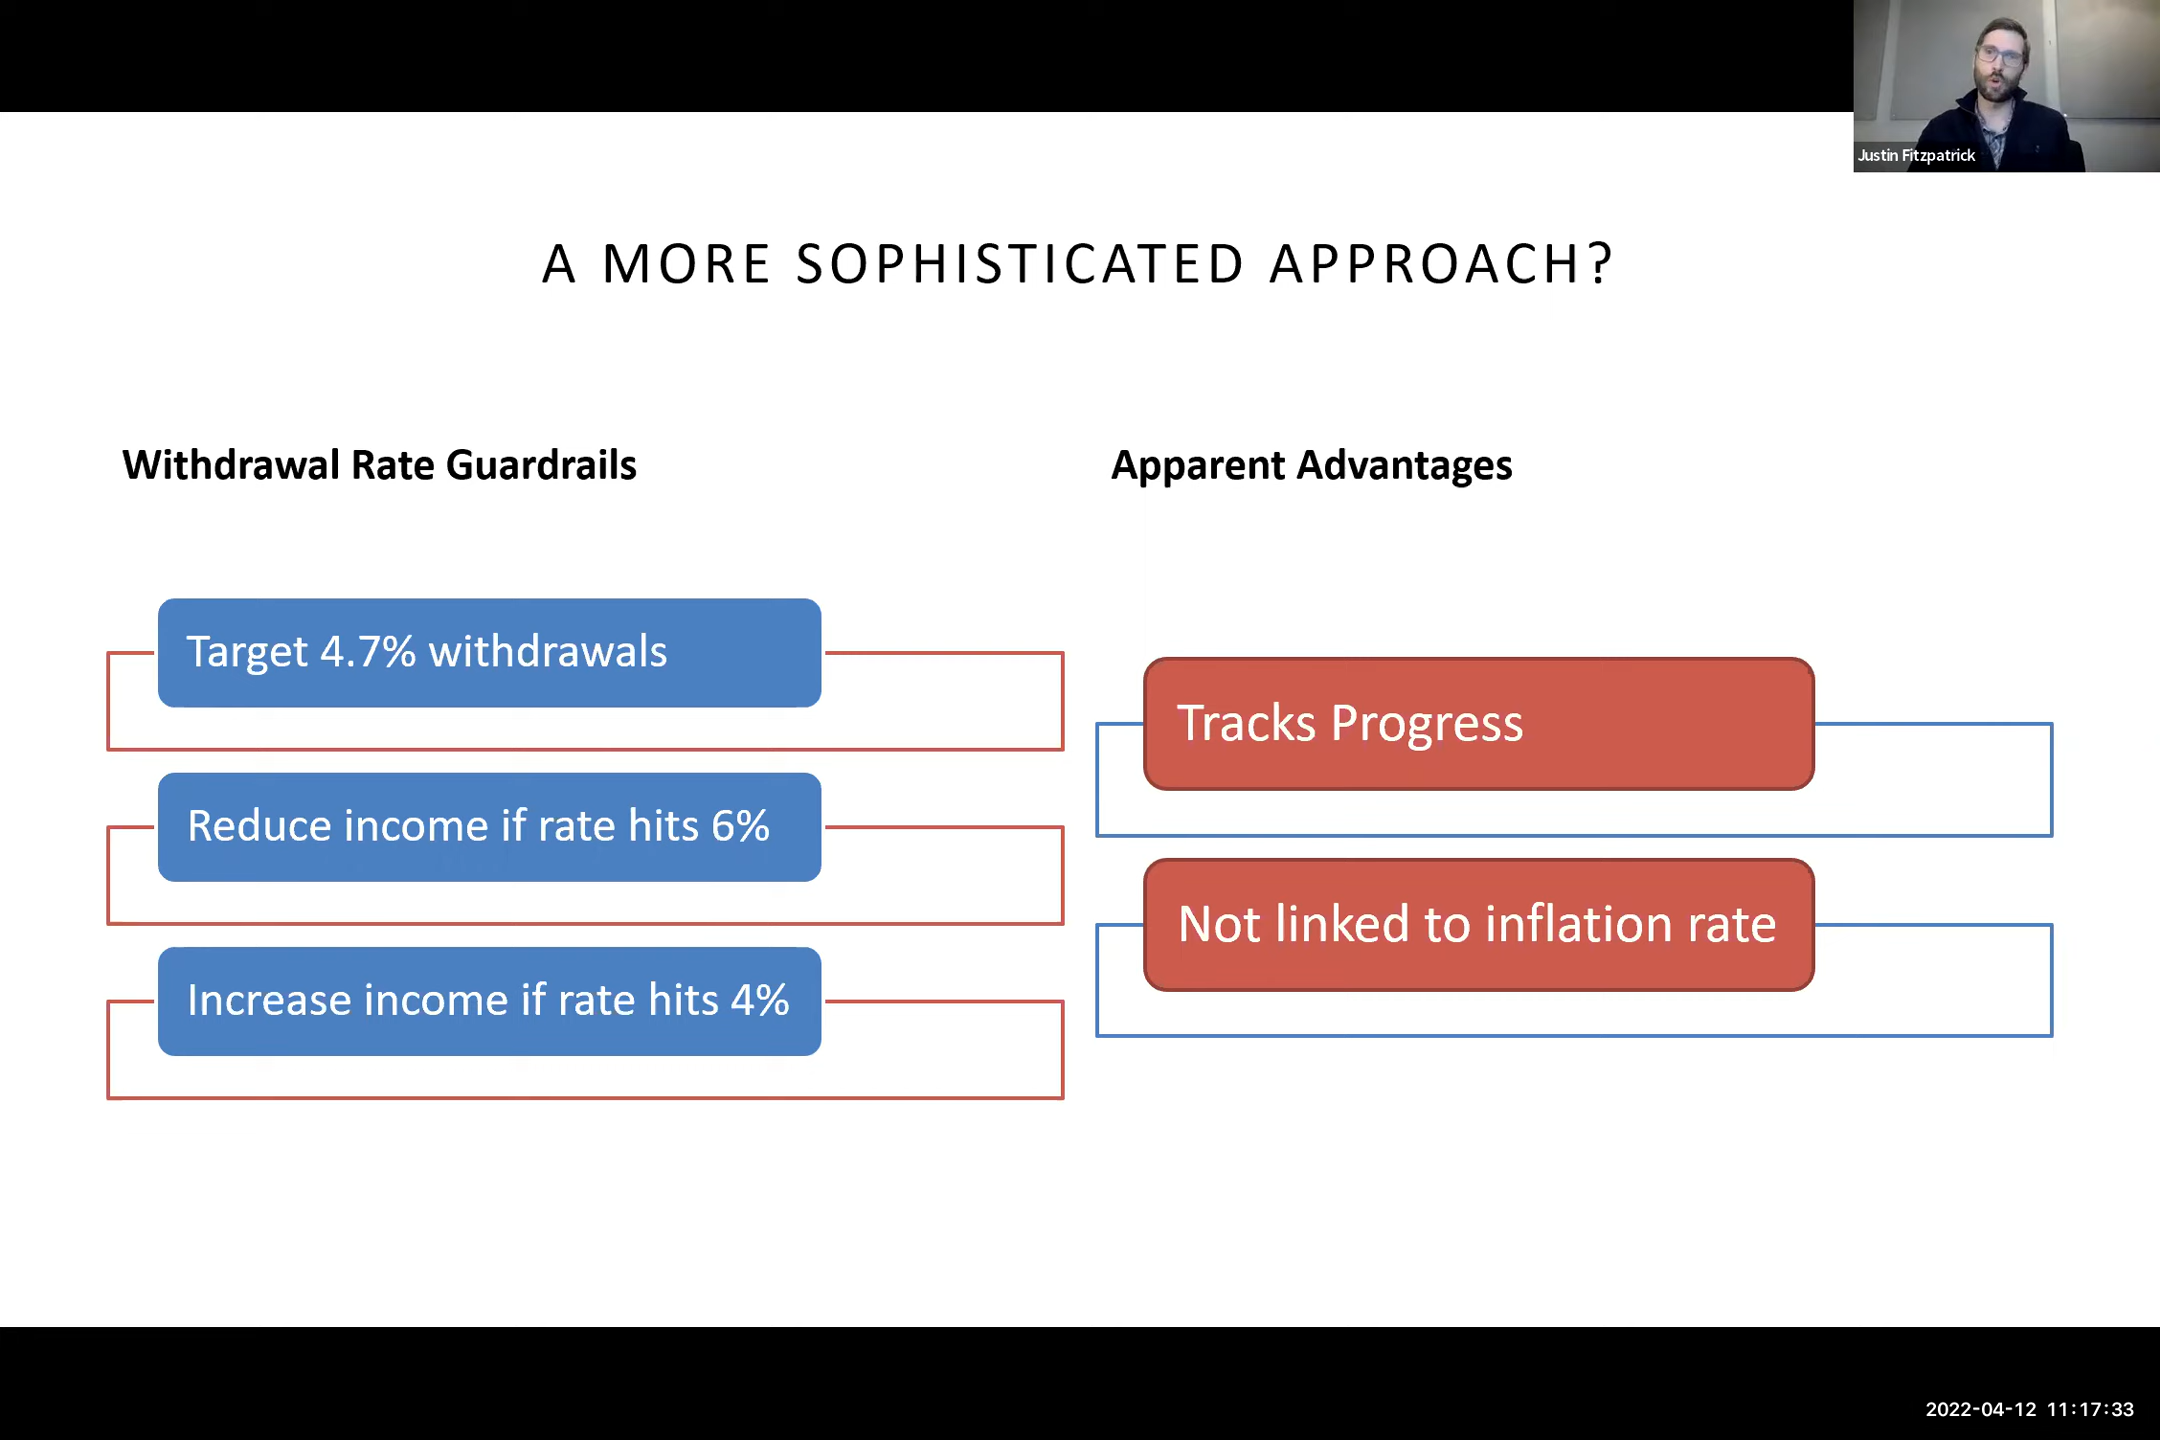 Justin Fitzpatrick
A MORE SOPHISTICATED APPROACH?
Withdrawal Rate Guardrails
Target 4.7% withdrawals
Reduce income if rate hits 6%
Increase income if rate hits 4%
Apparent Advantages
Tracks Progress
Not linked to inflation rate
2022-04-12 11:17:33